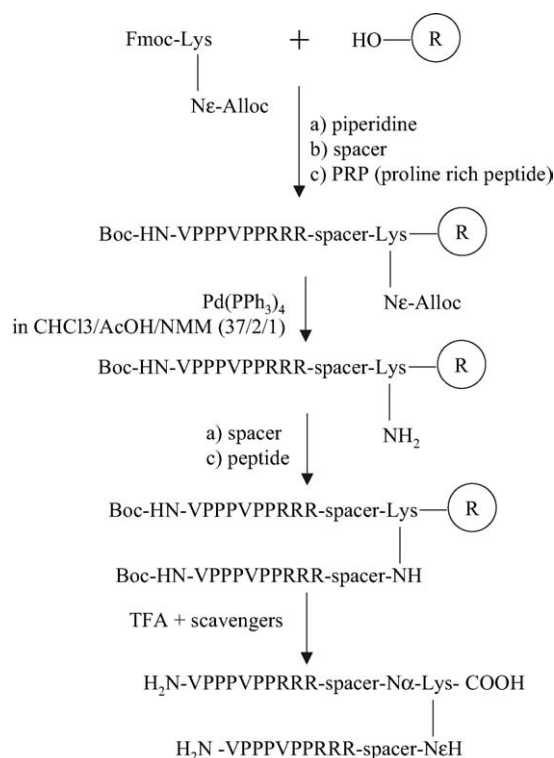 Fmoc-Lys + HO R
Nε-Alloc
a) piperidine
b) spacer
c) PRP (proline rich peptide)
Boc-HN-VPPPVPPRRR-spacer-Lys R
Nε-Alloc
Pd(PPh3)4
in CHCl3/AcOH/NMM (37/2/1)
Boc-HN-VPPPVPPRRR-spacer-Lys R
NH2
a) spacer
c) peptide
Boc-HN-VPPPVPPRRR-spacer-Lys R
Boc-HN-VPPPVPPRRR-spacer-NH
TFA + scavengers
H2N-VPPPVPPRRR-spacer-Nα-Lys- COOH
H2N -VPPPVPPRRR-spacer-NεH